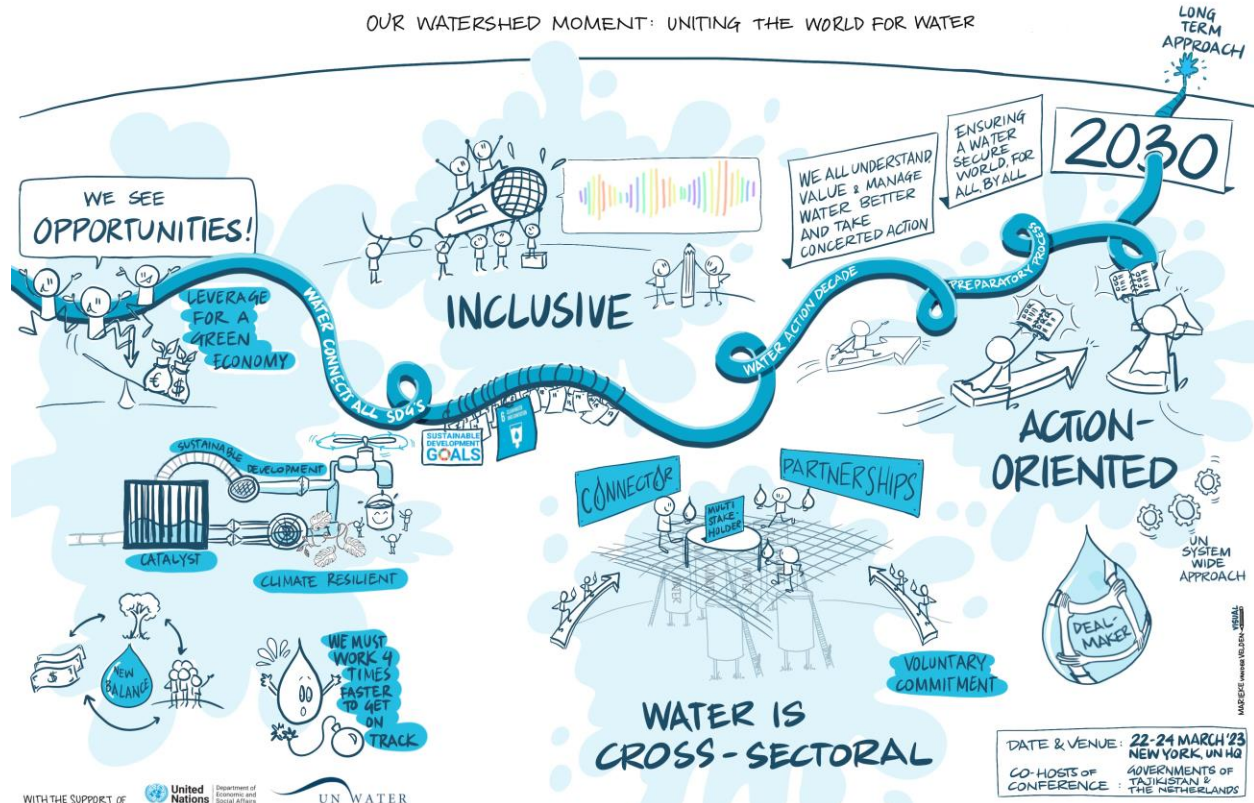 OUR WATERSHED MOMENT: UNITING THE WORLD FOR WATER
LONG
TERM
APPROACH
2030
ENSURING
A WATER
SECURE
WORLD, FOR
ALL, BY ALL
WE ALL UNDERSTAND,
VALUE & MANAGE
WATER BETTER
AND TAKE
CONCERTED ACTION
WE SEE
OPPORTUNITIES!
LEVERAGE
FOR A
GREEN
ECONOMY
€
$
WATER CONNECTS ALL SDG'S
INCLUSIVE
WATER ACTION DECADE
PREPARATORY PROCESS
SUSTAINABLE
DEVELOPMENT
GOALS
6
ACTION-
ORIENTED
SUSTAINABLE
DEVELOPMENT
CATALYST
CLIMATE RESILIENT
CONNECTOR
PARTNERSHIPS
MULTI
STAKE-
HOLDER
VOLUNTARY
COMMITMENT
WATER IS
CROSS-SECTORAL
UN
SYSTEM
WIDE
APPROACH
DEAL-
MAKER
$
NEW
BALANCE
WE MUST
WORK 4
TIMES
FASTER
TO GET
ON
TRACK
MARIEKE VAN DER VELDEN VISUAL
DATE & VENUE: 22-24 MARCH'23
NEW YORK, UN HQ
CO-HOSTS OF
CONFERENCE: GOVERNMENTS OF
TAJIKISTAN &
THE NETHERLANDS
WITH THE SUPPORT OF
United
Nations
Department of
Economic and
Social Affairs
UN WATER